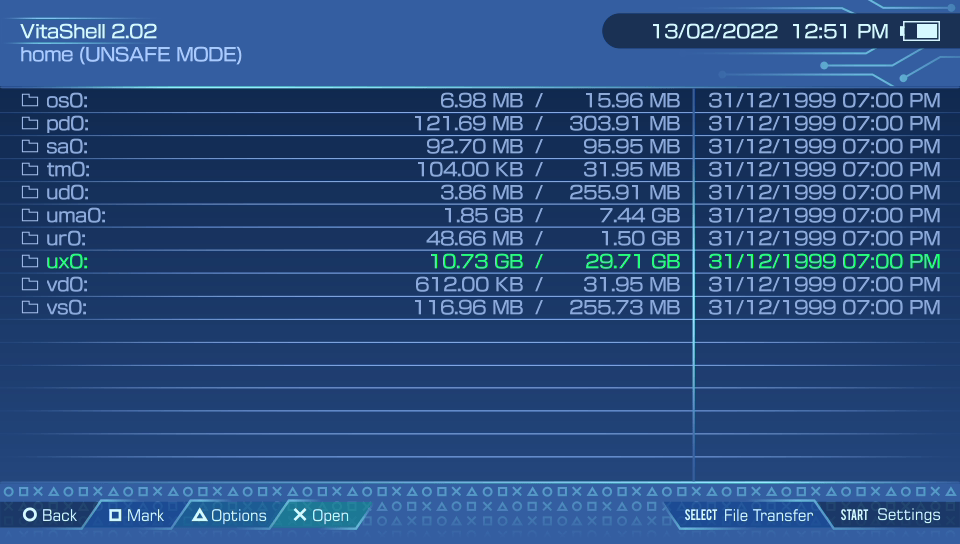 VitaShell 2.02
13/02/2022 12:51 PM
home (UNSAFE MODE)
os0: 6.98 MB / 15.96 MB 31/12/1999 07:00 PM
pd0: 121.69 MB / 303.91 MB 31/12/1999 07:00 PM
sa0: 92.70 MB / 95.95 MB 31/12/1999 07:00 PM
tm0: 104.00 KB / 31.95 MB 31/12/1999 07:00 PM
ud0: 3.86 MB / 255.91 MB 31/12/1999 07:00 PM
uma0: 1.85 GB / 7.44 GB 31/12/1999 07:00 PM
ur0: 48.66 MB / 1.50 GB 31/12/1999 07:00 PM
ux0: 10.73 GB / 29.71 GB 31/12/1999 07:00 PM
vd0: 612.00 KB / 31.95 MB 31/12/1999 07:00 PM
vs0: 116.96 MB / 255.73 MB 31/12/1999 07:00 PM
Back Mark Options Open SELECT File Transfer START Settings